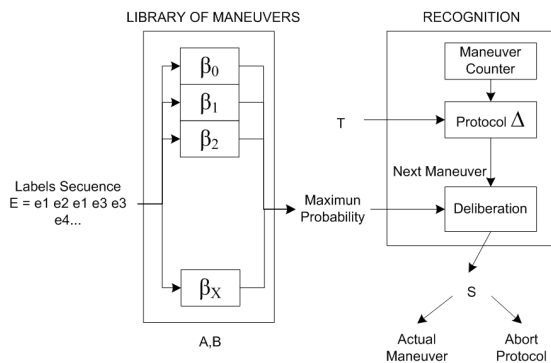 LIBRARY OF MANEUVERS
β0
β1
β2
βX
A,B
Labels Secuence
E = e1 e2 e1 e3 e3
e4...
Maximun
Probability
RECOGNITION
Maneuver
Counter
T
Protocol Δ
Next Maneuver
Deliberation
S
Actual
Maneuver
Abort
Protocol